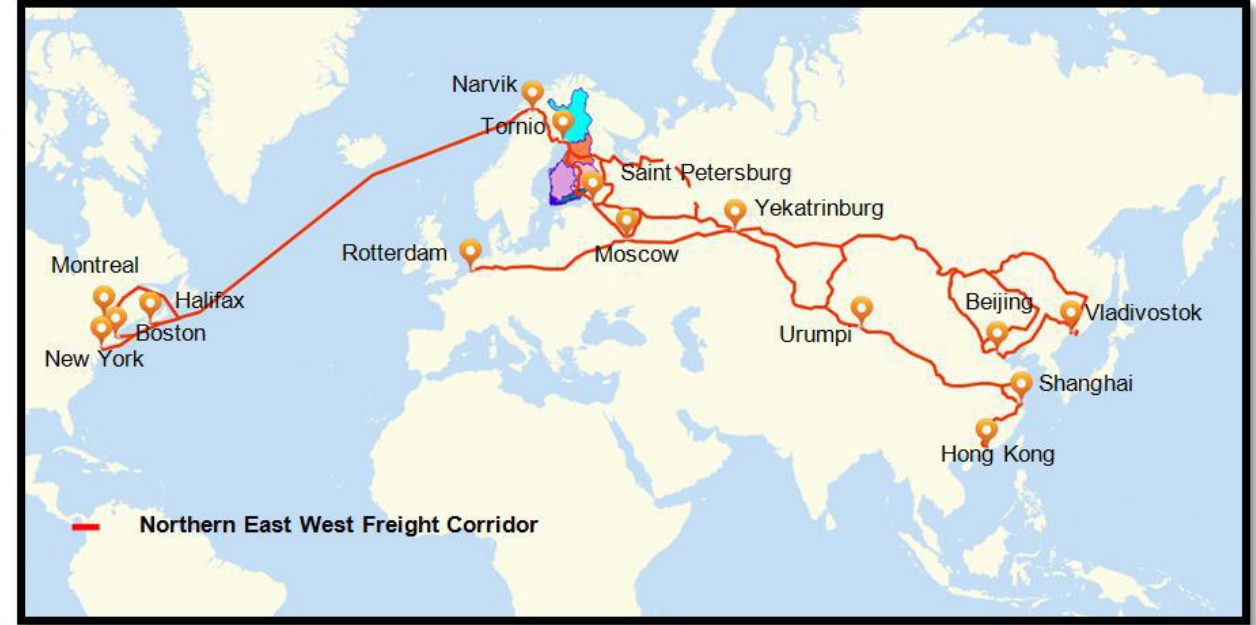 Narvik
Tornio
Saint Petersburg
Yekatrinburg
Rotterdam
Moscow
Montreal
Halifax
Beijing
Vladivostok
Boston
Urumpi
New York
Shanghai
Hong Kong
Northern East West Freight Corridor